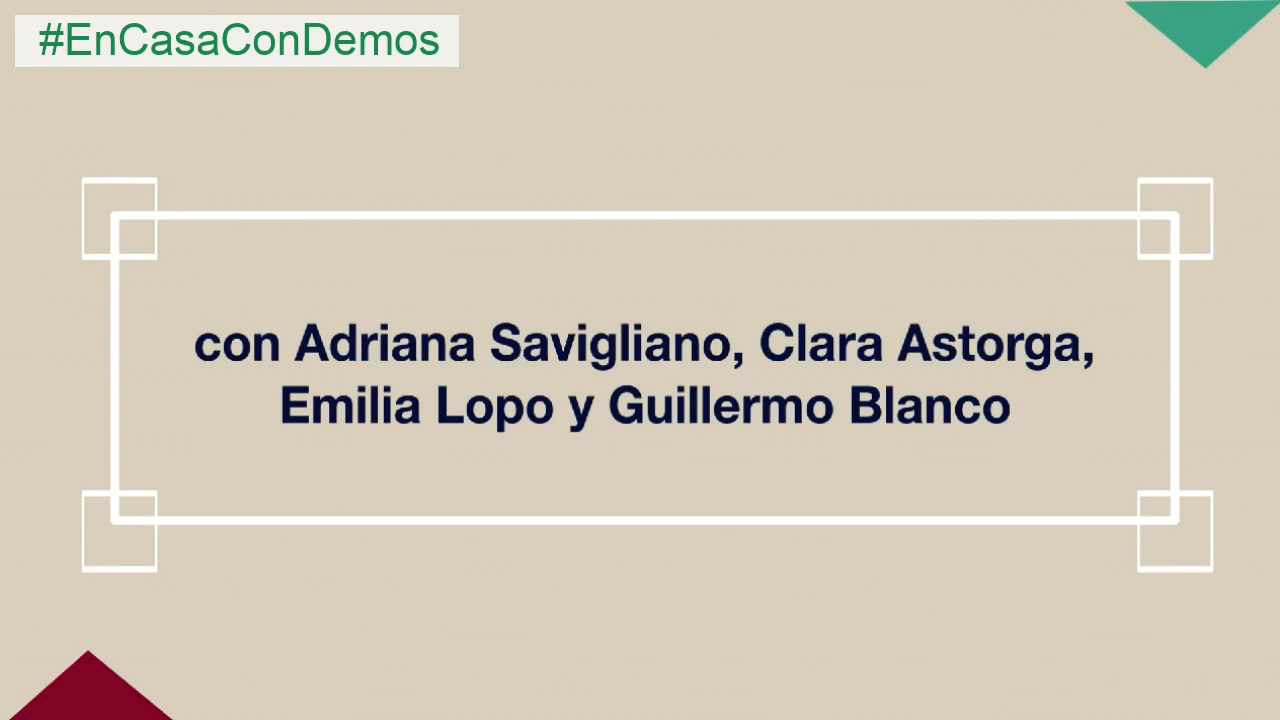 #EnCasaConDemos
con Adriana Savigliano, Clara Astorga,
Emilia Lopo y Guillermo Blanco